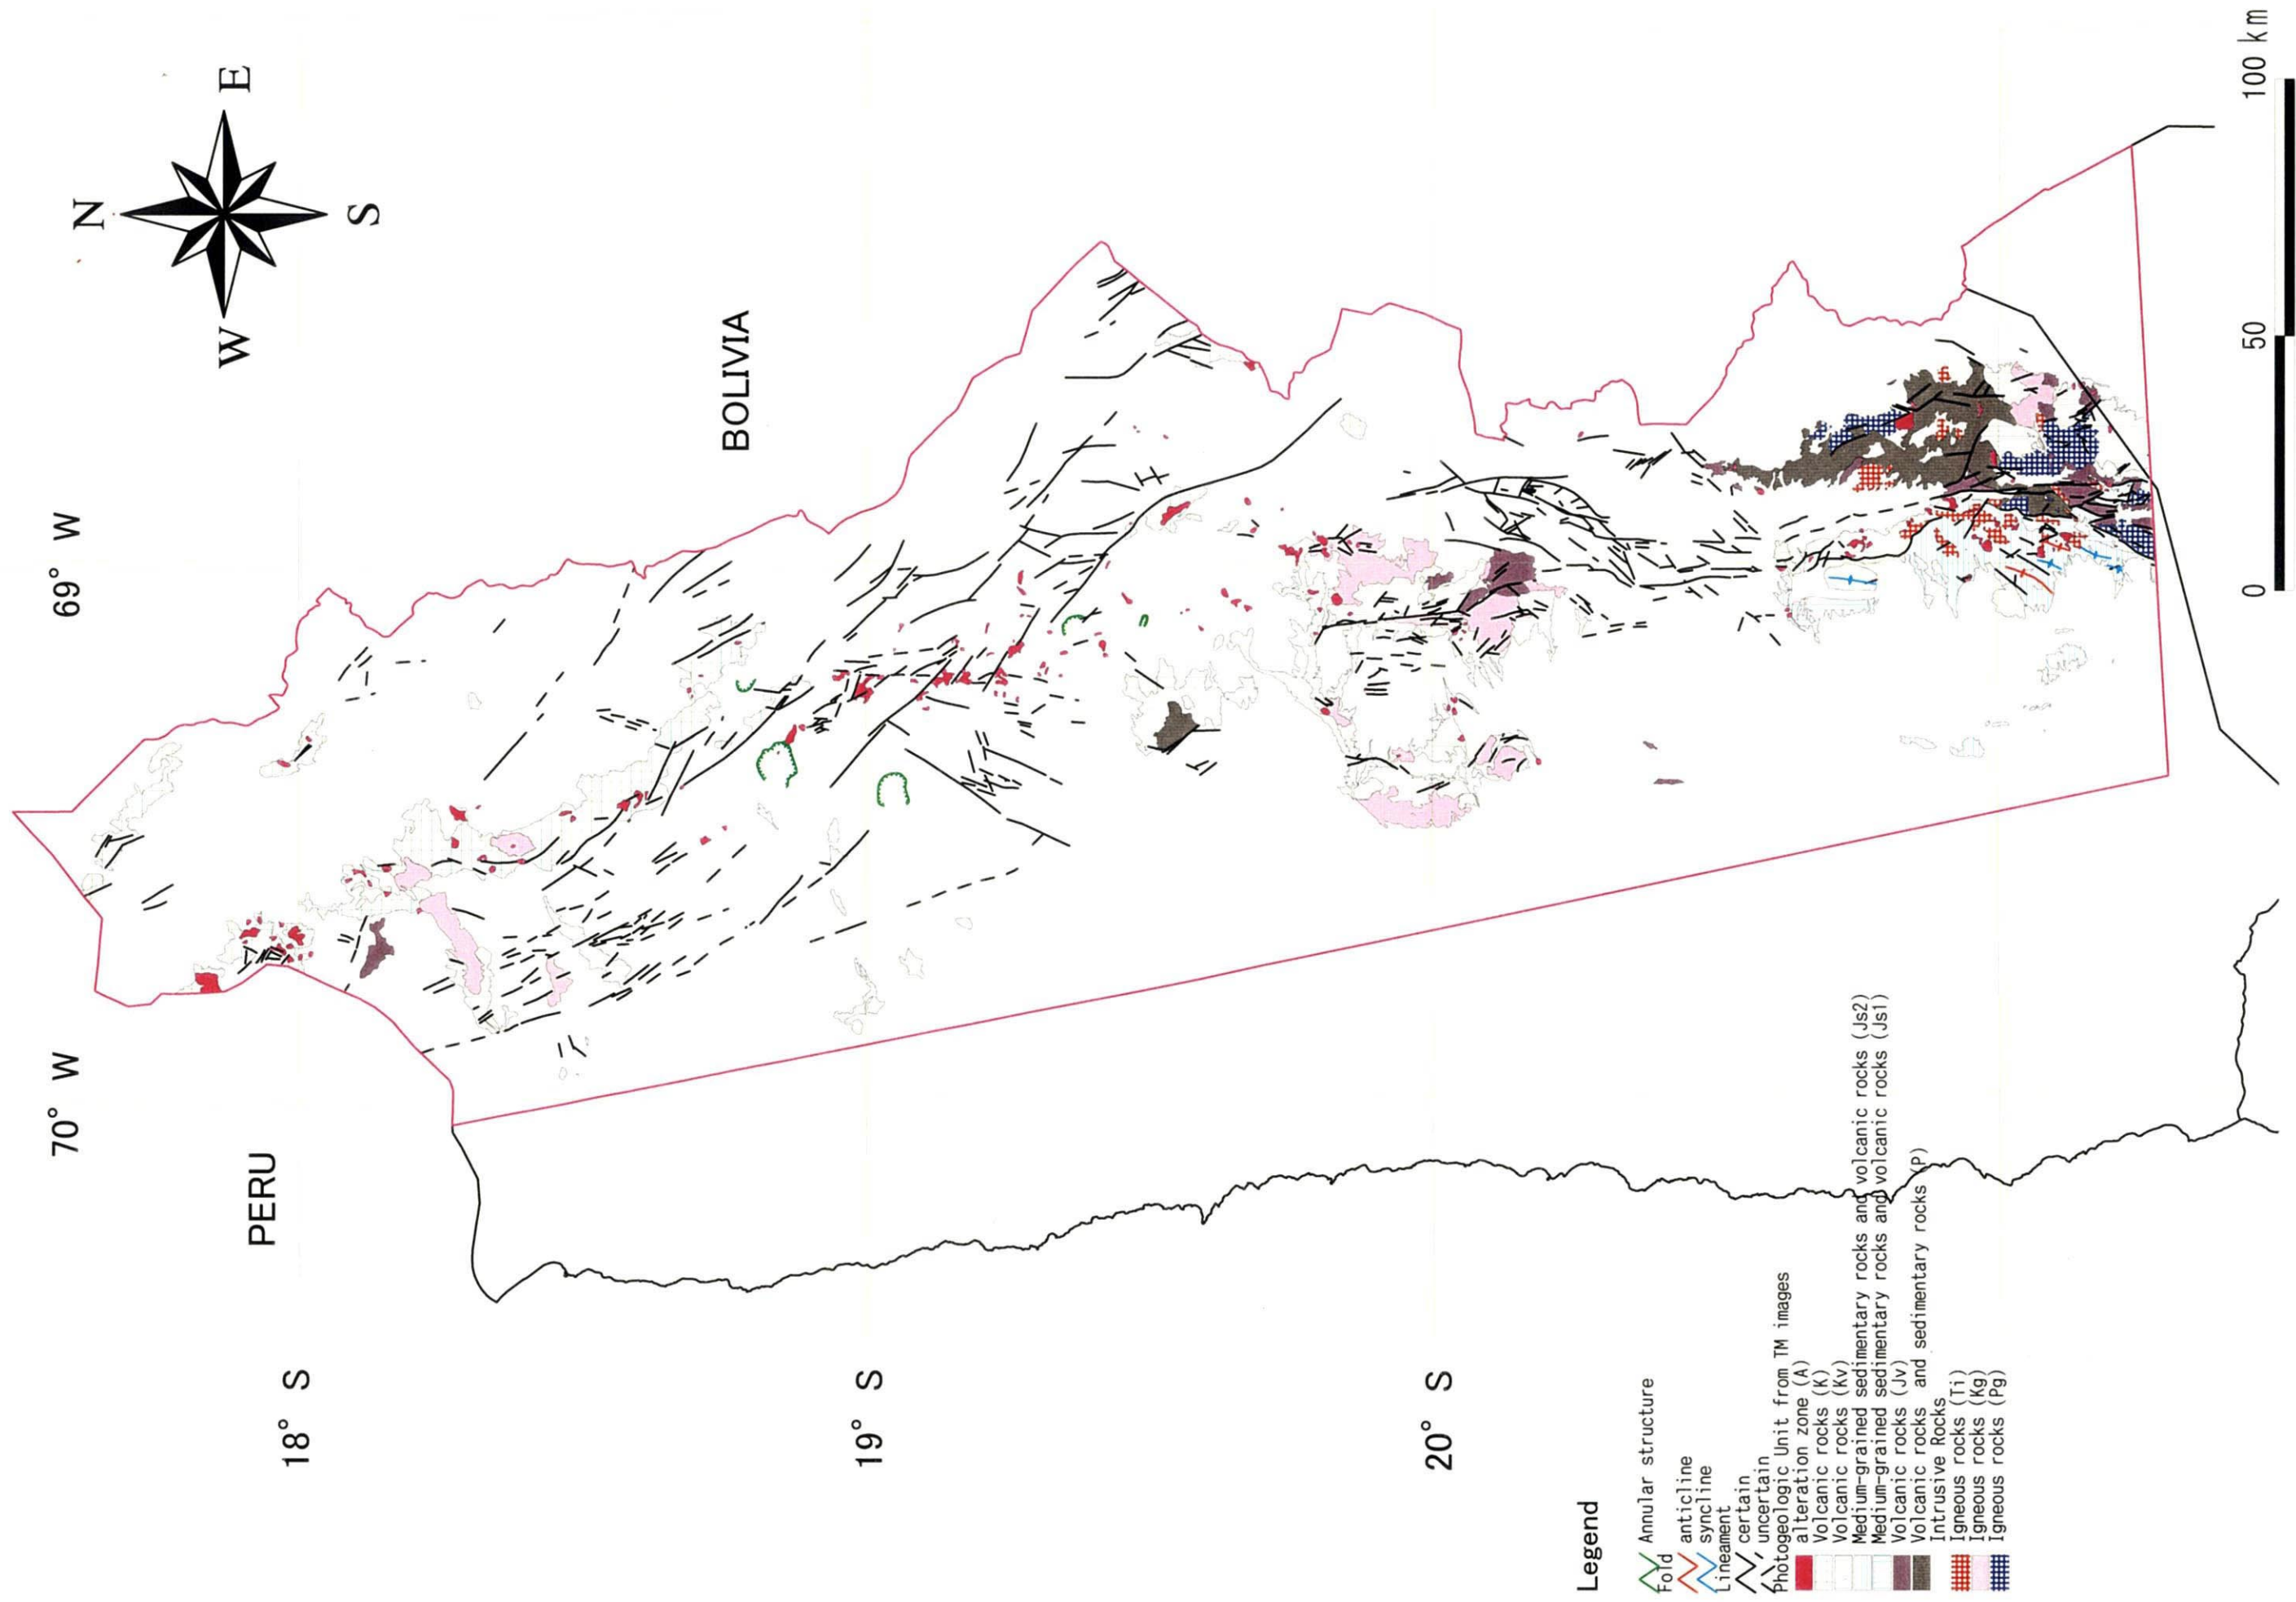 N
E
W
S
69° W
70° W
BOLIVIA
PERU
18° S
19° S
20° S
0
50
100 km
Legend
Annular structure
Fold
anticline
syncline
Lineament
certain
uncertain
Photogeologic Unit from TM images
alteration zone (A)
Volcanic rocks (K)
Volcanic rocks (Kv)
Medium-grained sedimentary rocks and volcanic rocks (Js2)
Medium-grained sedimentary rocks and volcanic rocks (Js1)
Volcanic rocks (Jv)
Volcanic rocks and sedimentary rocks (P)
Intrusive Rocks
Igneous rocks (Ti)
Igneous rocks (Kg)
Igneous rocks (Pg)